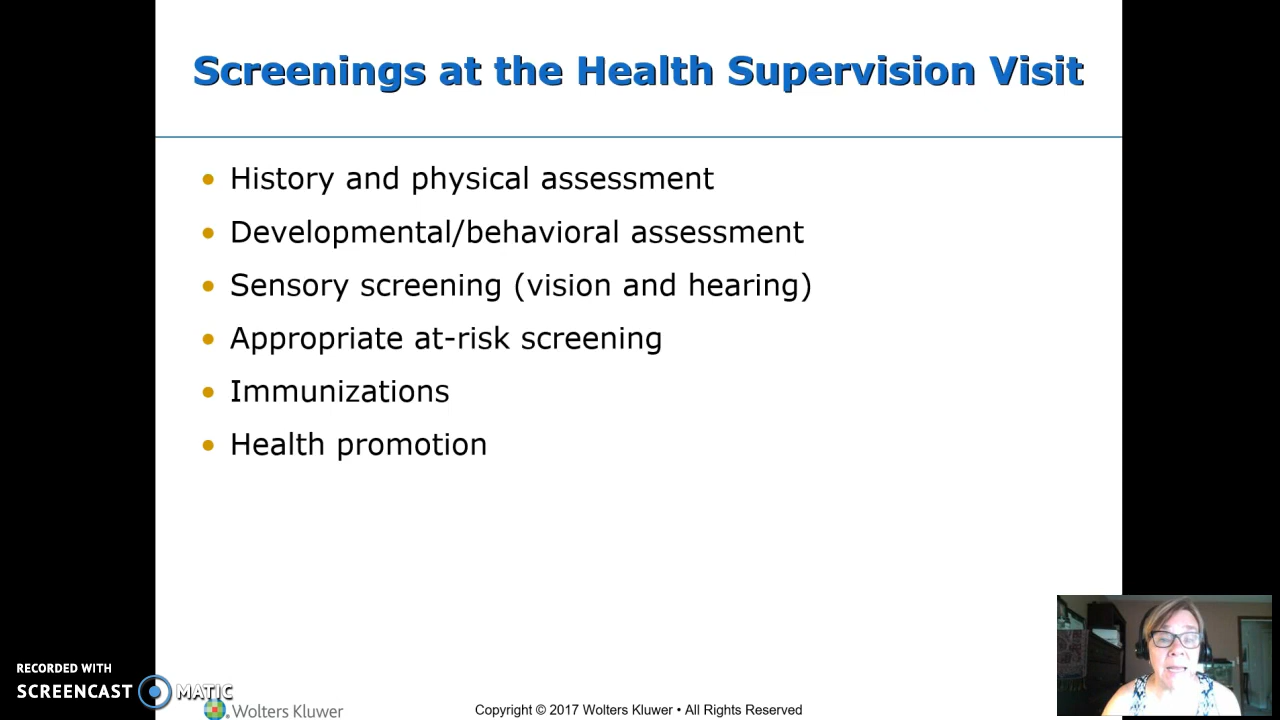 Screenings at the Health Supervision Visit
• History and physical assessment
• Developmental/behavioral assessment
• Sensory screening (vision and hearing)
• Appropriate at-risk screening
• Immunizations
• Health promotion
RECORDED WITH
SCREENCAST MATIC
Wolters Kluwer
Copyright © 2017 Wolters Kluwer • All Rights Reserved